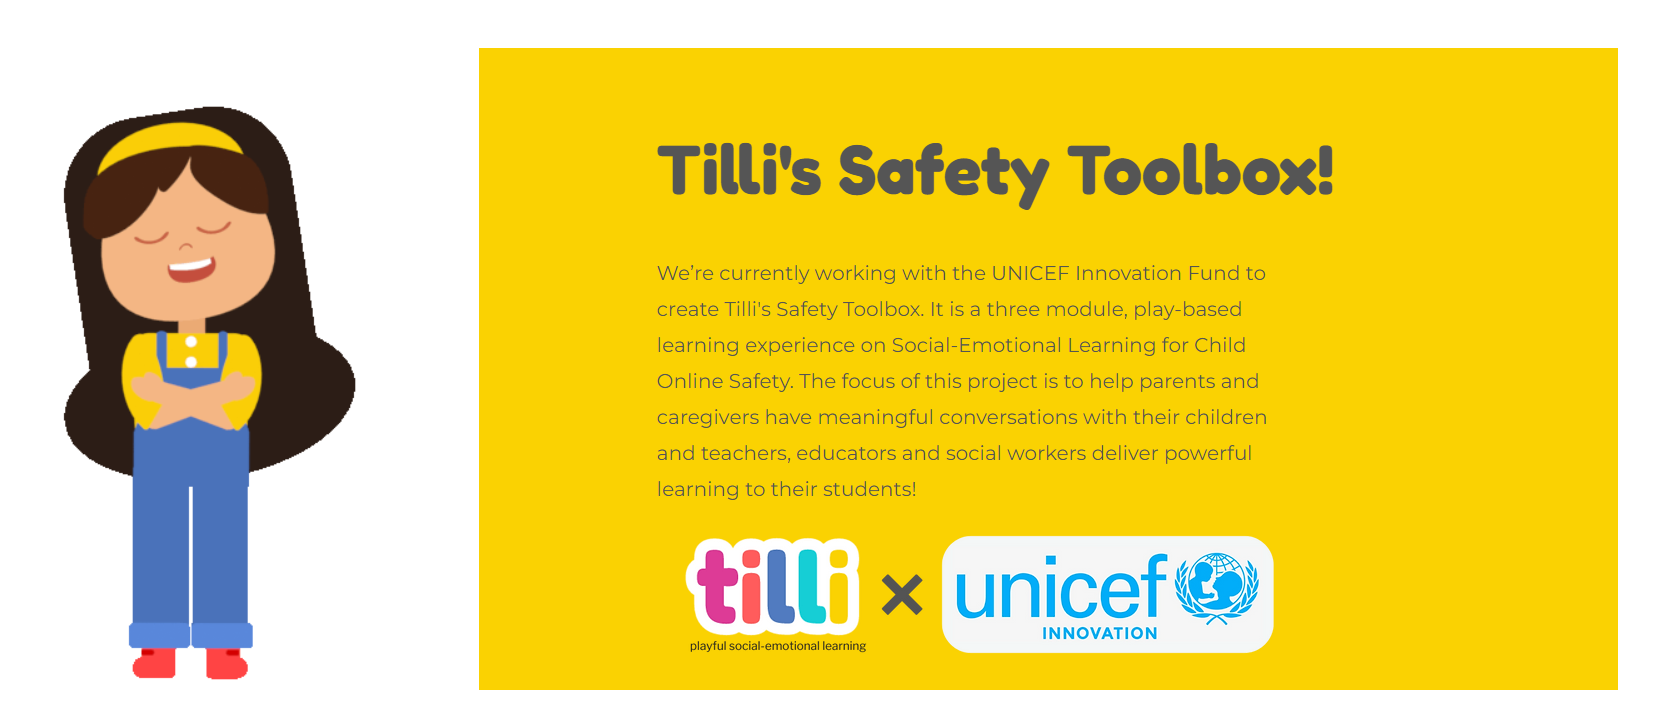 Tilli's Safety Toolbox!
We’re currently working with the UNICEF Innovation Fund to
create Tilli's Safety Toolbox. It is a three module, play-based
learning experience on Social-Emotional Learning for Child
Online Safety. The focus of this project is to help parents and
caregivers have meaningful conversations with their children
and teachers, educators and social workers deliver powerful
learning to their students!
tilli
playful social-emotional learning
unicef
INNOVATION